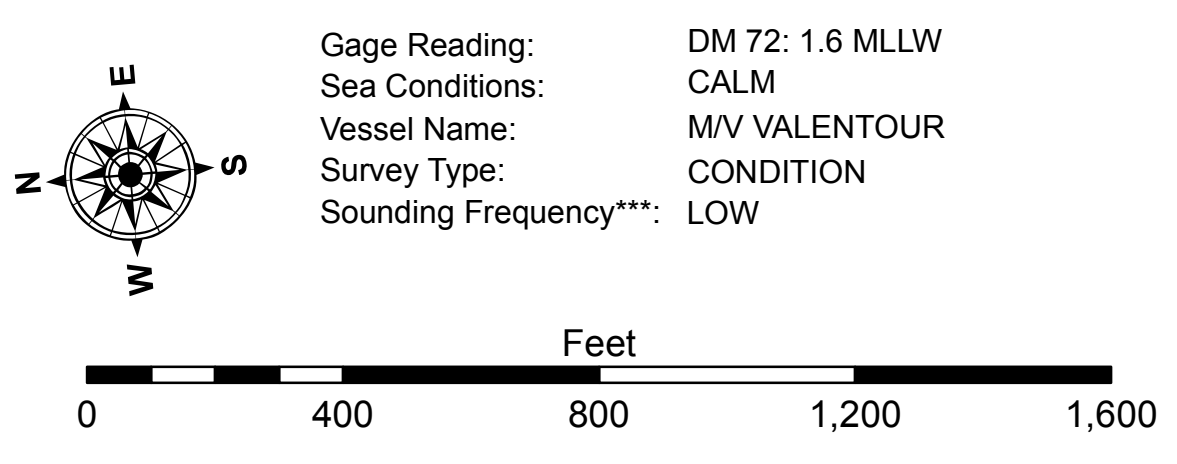 E
N
S
W
Gage Reading: DM 72: 1.6 MLLW
Sea Conditions: CALM
Vessel Name: M/V VALENTOUR
Survey Type: CONDITION
Sounding Frequency***: LOW
Feet
0 400 800 1,200 1,600